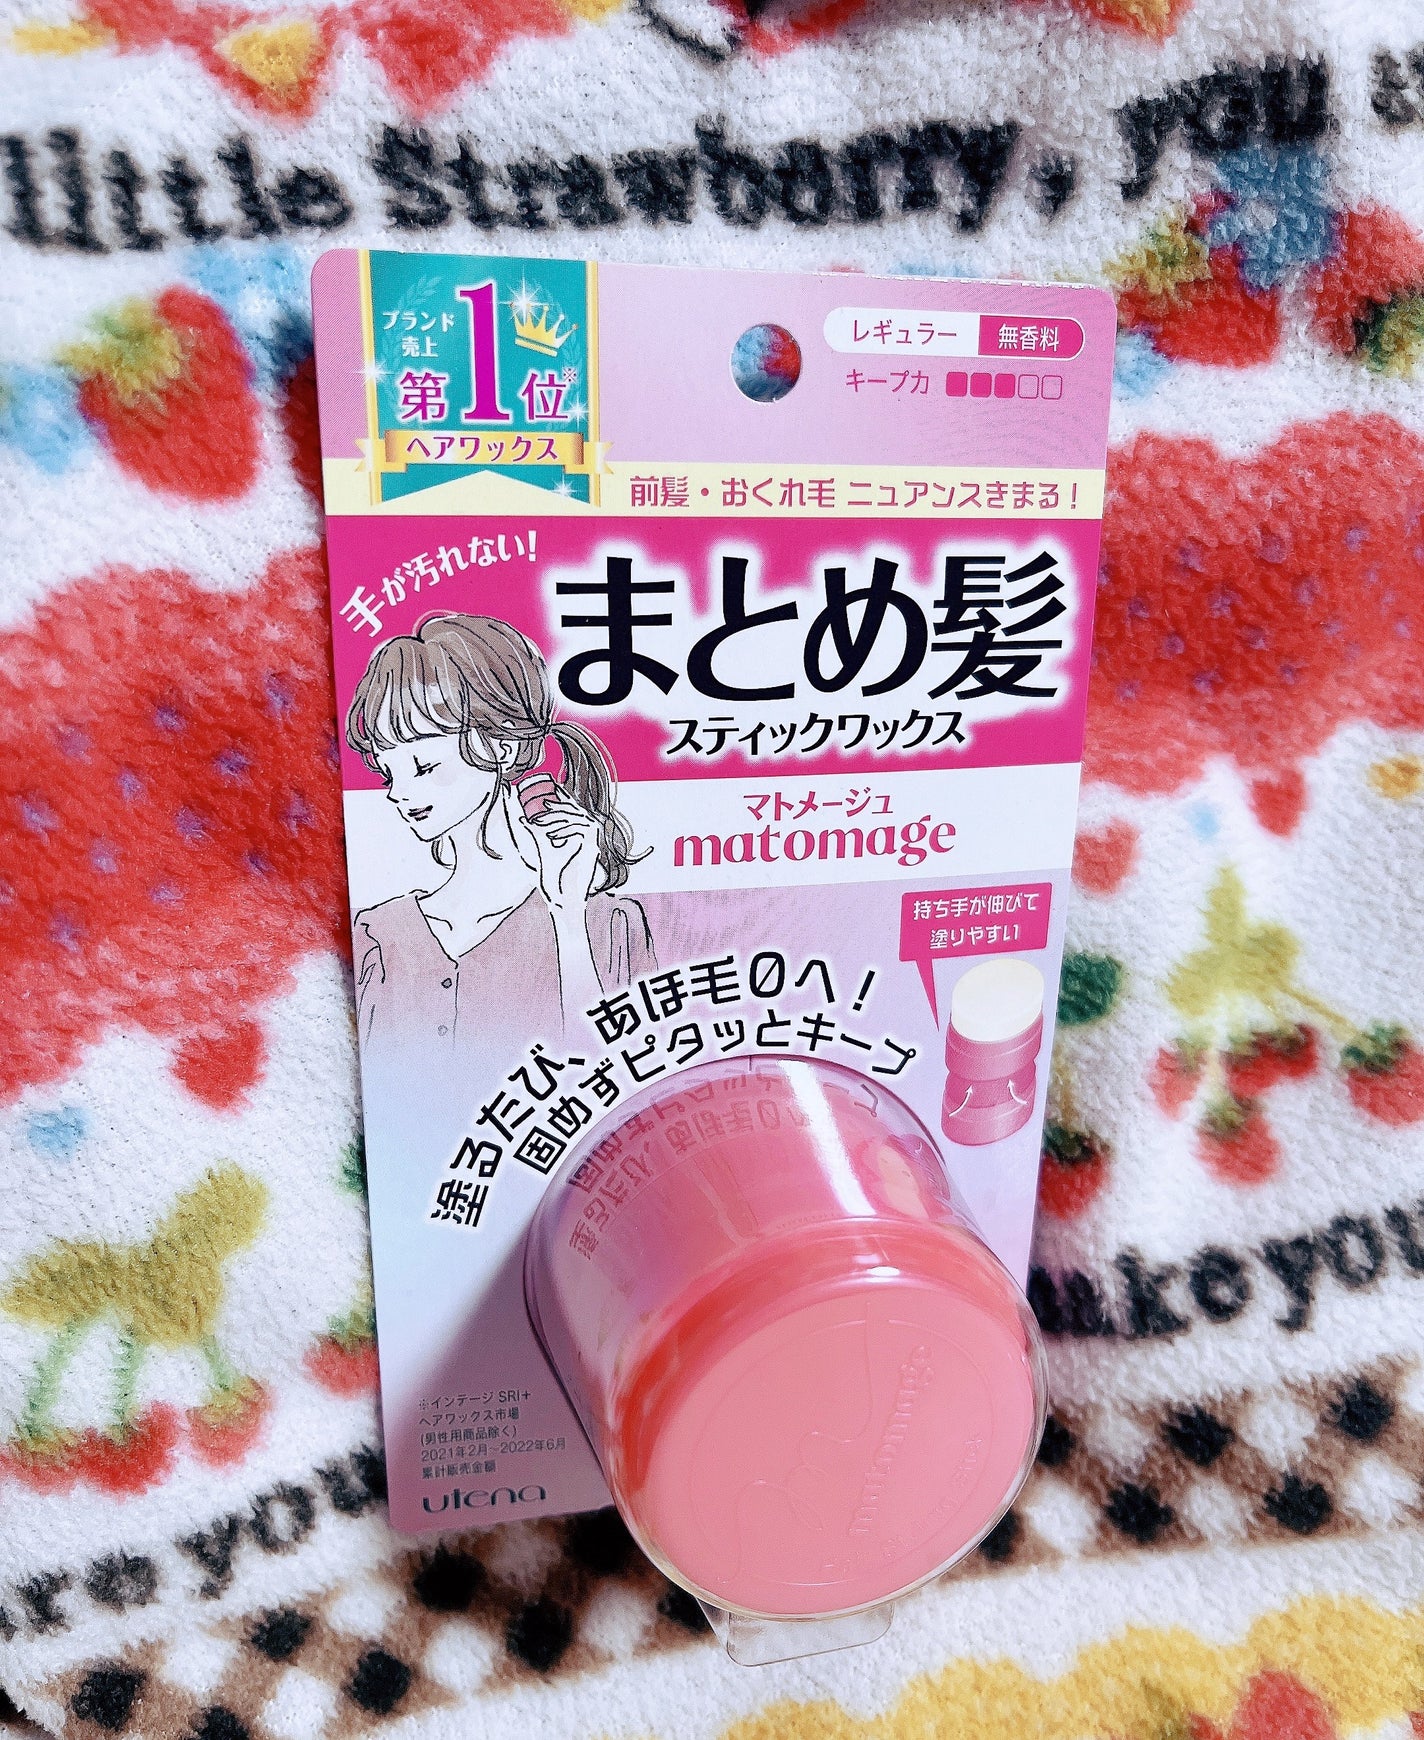 little Strawbarry, you
ブランド
売上
第1位※
ヘアワックス
レギュラー 無香料
キープ力
前髪・おくれ毛 ニュアンスきまる!
手が汚れない!
まとめ髪
スティックワックス
マトメージュ
matomage
持ち手が伸びて
塗りやすい
塗るたび、あほ毛0へ!
固めずピタッとキープ
※インテージ SRI+
ヘアワックス市場
(男性用商品除く)
2021年2月~2022年6月
累計販売金額
utena
matomage